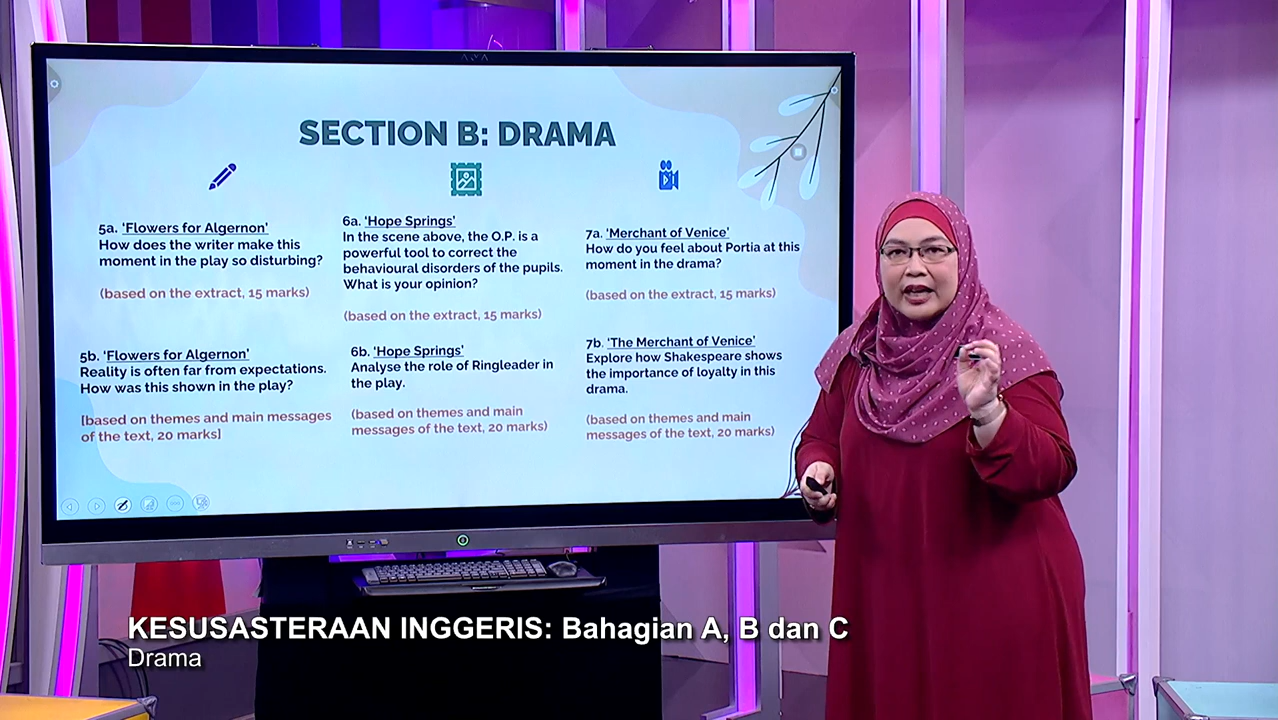 SECTION B: DRAMA
5a. 'Flowers for Algernon'
How does the writer make this
moment in the play so disturbing?
(based on the extract, 15 marks)
5b. 'Flowers for Algernon'
Reality is often far from expectations.
How was this shown in the play?
[based on themes and main messages
of the text, 20 marks]
6a. 'Hope Springs'
In the scene above, the O.P. is a
powerful tool to correct the
behavioural disorders of the pupils.
What is your opinion?
(based on the extract, 15 marks)
6b. 'Hope Springs'
Analyse the role of Ringleader in
the play.
(based on themes and main
messages of the text, 20 marks)
7a. 'Merchant of Venice'
How do you feel about Portia at this
moment in the drama?
(based on the extract, 15 marks)
7b. 'The Merchant of Venice'
Explore how Shakespeare shows
the importance of loyalty in this
drama.
(based on themes and main
messages of the text, 20 marks)
KESUSASTERAAN INGGERIS: Bahagian A, B dan C
Drama